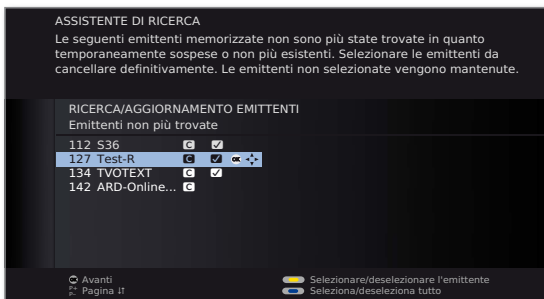 ASSISTENTE DI RICERCA
Le seguenti emittenti memorizzate non sono più state trovate in quanto
temporaneamente sospese o non più esistenti. Selezionare le emittenti da
cancellare definitivamente. Le emittenti non selezionate vengono mantenute.
RICERCA/AGGIORNAMENTO EMITTENTI
Emittenti non più trovate
112 S36 C
127 Test-R C OK
134 TVOTEXT C
142 ARD-Online... C
Avanti
P+ P- Pagina
Selezionare/deselezionare l'emittente
Seleziona/deseleziona tutto